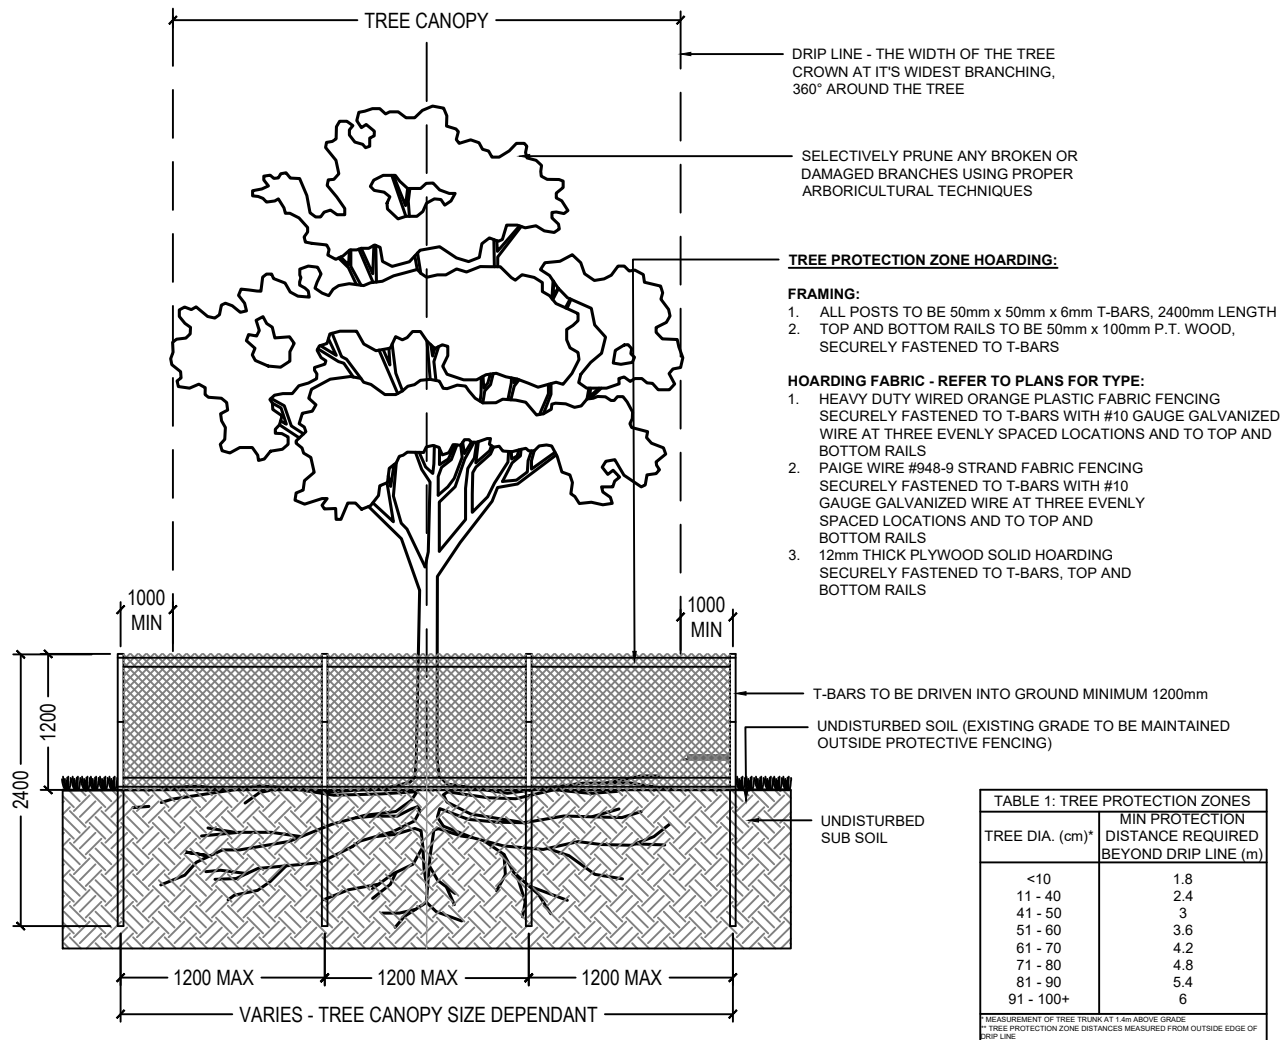 TREE CANOPY
DRIP LINE - THE WIDTH OF THE TREE
CROWN AT IT'S WIDEST BRANCHING,
360° AROUND THE TREE
SELECTIVELY PRUNE ANY BROKEN OR
DAMAGED BRANCHES USING PROPER
ARBORICULTURAL TECHNIQUES
TREE PROTECTION ZONE HOARDING:
FRAMING:
1. ALL POSTS TO BE 50mm x 50mm x 6mm T-BARS, 2400mm LENGTH
2. TOP AND BOTTOM RAILS TO BE 50mm x 100mm P.T. WOOD,
SECURELY FASTENED TO T-BARS
HOARDING FABRIC - REFER TO PLANS FOR TYPE:
1. HEAVY DUTY WIRED ORANGE PLASTIC FABRIC FENCING
SECURELY FASTENED TO T-BARS WITH #10 GAUGE GALVANIZED
WIRE AT THREE EVENLY SPACED LOCATIONS AND TO TOP AND
BOTTOM RAILS
2. PAIGE WIRE #948-9 STRAND FABRIC FENCING
SECURELY FASTENED TO T-BARS WITH #10
GAUGE GALVANIZED WIRE AT THREE EVENLY
SPACED LOCATIONS AND TO TOP AND
BOTTOM RAILS
3. 12mm THICK PLYWOOD SOLID HOARDING
SECURELY FASTENED TO T-BARS, TOP AND
BOTTOM RAILS
1000
MIN
1000
MIN
1200
2400
T-BARS TO BE DRIVEN INTO GROUND MINIMUM 1200mm
UNDISTURBED SOIL (EXISTING GRADE TO BE MAINTAINED
OUTSIDE PROTECTIVE FENCING)
UNDISTURBED
SUB SOIL
1200 MAX
1200 MAX
1200 MAX
VARIES - TREE CANOPY SIZE DEPENDANT
TABLE 1: TREE PROTECTION ZONES
TREE DIA. (cm)*
MIN PROTECTION
DISTANCE REQUIRED
BEYOND DRIP LINE (m)
<10 1.8
11 - 40 2.4
41 - 50 3
51 - 60 3.6
61 - 70 4.2
71 - 80 4.8
81 - 90 5.4
91 - 100+ 6
* MEASUREMENT OF TREE TRUNK AT 1.4m ABOVE GRADE
** TREE PROTECTION ZONE DISTANCES MEASURED FROM OUTSIDE EDGE OF
DRIP LINE